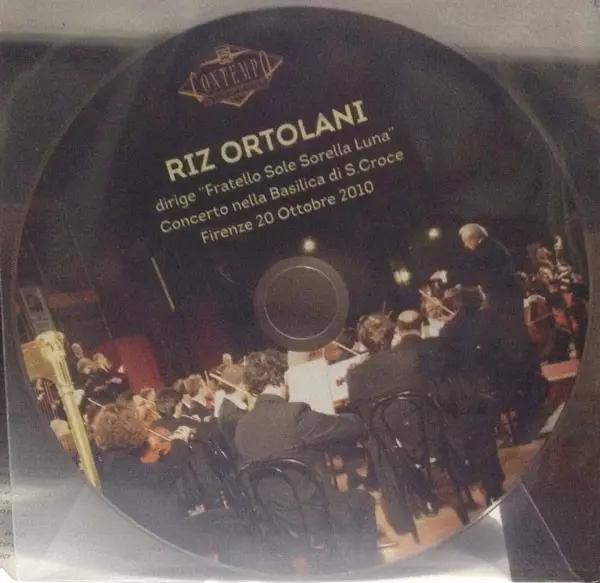 CONTEMPO
RIZ ORTOLANI
dirige "Fratello Sole Sorella Luna"
Concerto nella Basilica di S.Croce
Firenze 20 Ottobre 2010